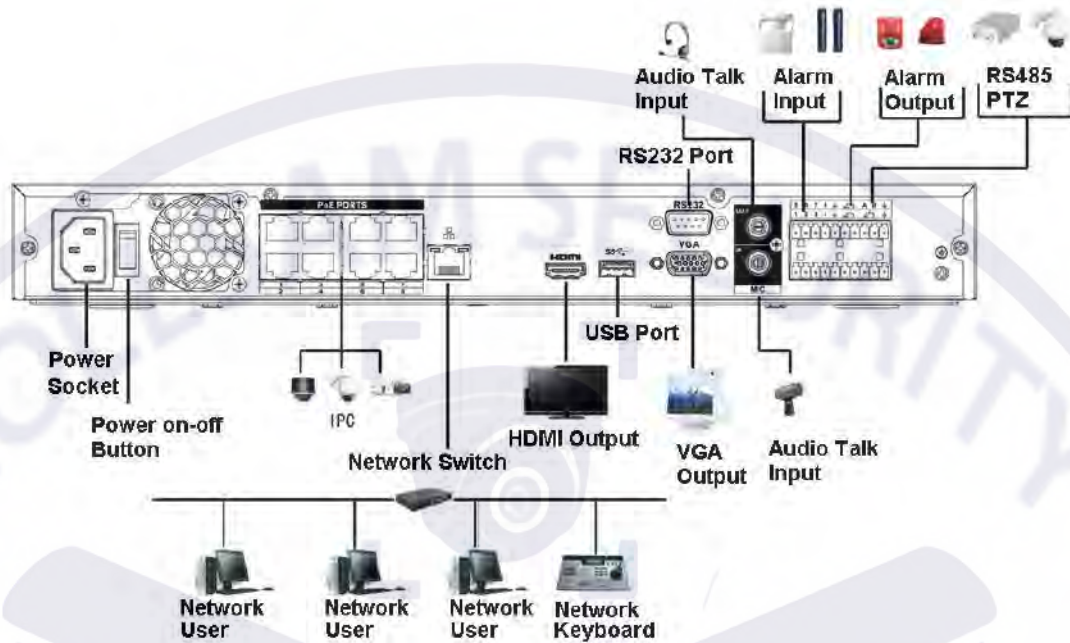 Audio Talk
Input
Alarm
Input
Alarm
Output
RS485
PTZ
RS232 Port
PoE PORTS
RS232
VGA
HDMI
MIC
USB Port
Power
Socket
Power on-off
Button
IPC
Network Switch
HDMI Output
VGA
Output
Audio Talk
Input
Network
User
Network
User
Network
User
Network
Keyboard